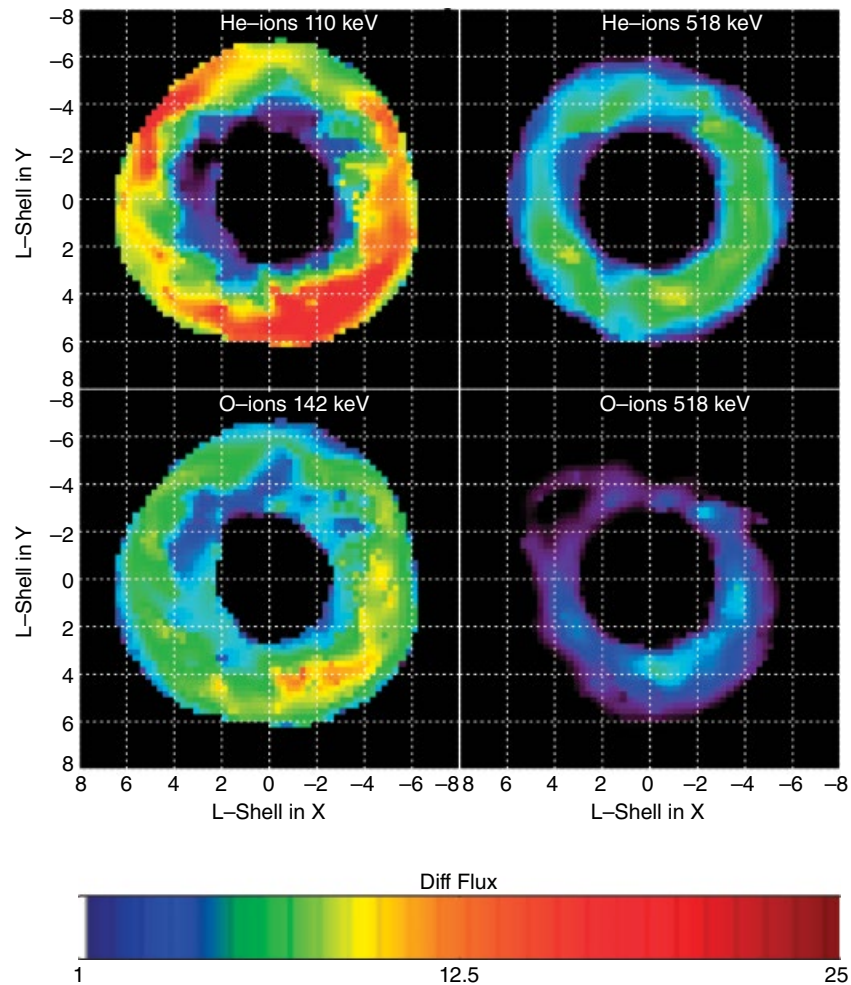 He–ions 110 keV
He–ions 518 keV
–8
–6
–4
–2
0
2
4
6
8
L–Shell in Y
O–ions 142 keV
O–ions 518 keV
–8
–6
–4
–2
0
2
4
6
8
L–Shell in Y
8 6 4 2 0 –2 –4 –6 –8
8 6 4 2 0 –2 –4 –6 –8
L–Shell in X
L–Shell in X
Diff Flux
1 12.5 25